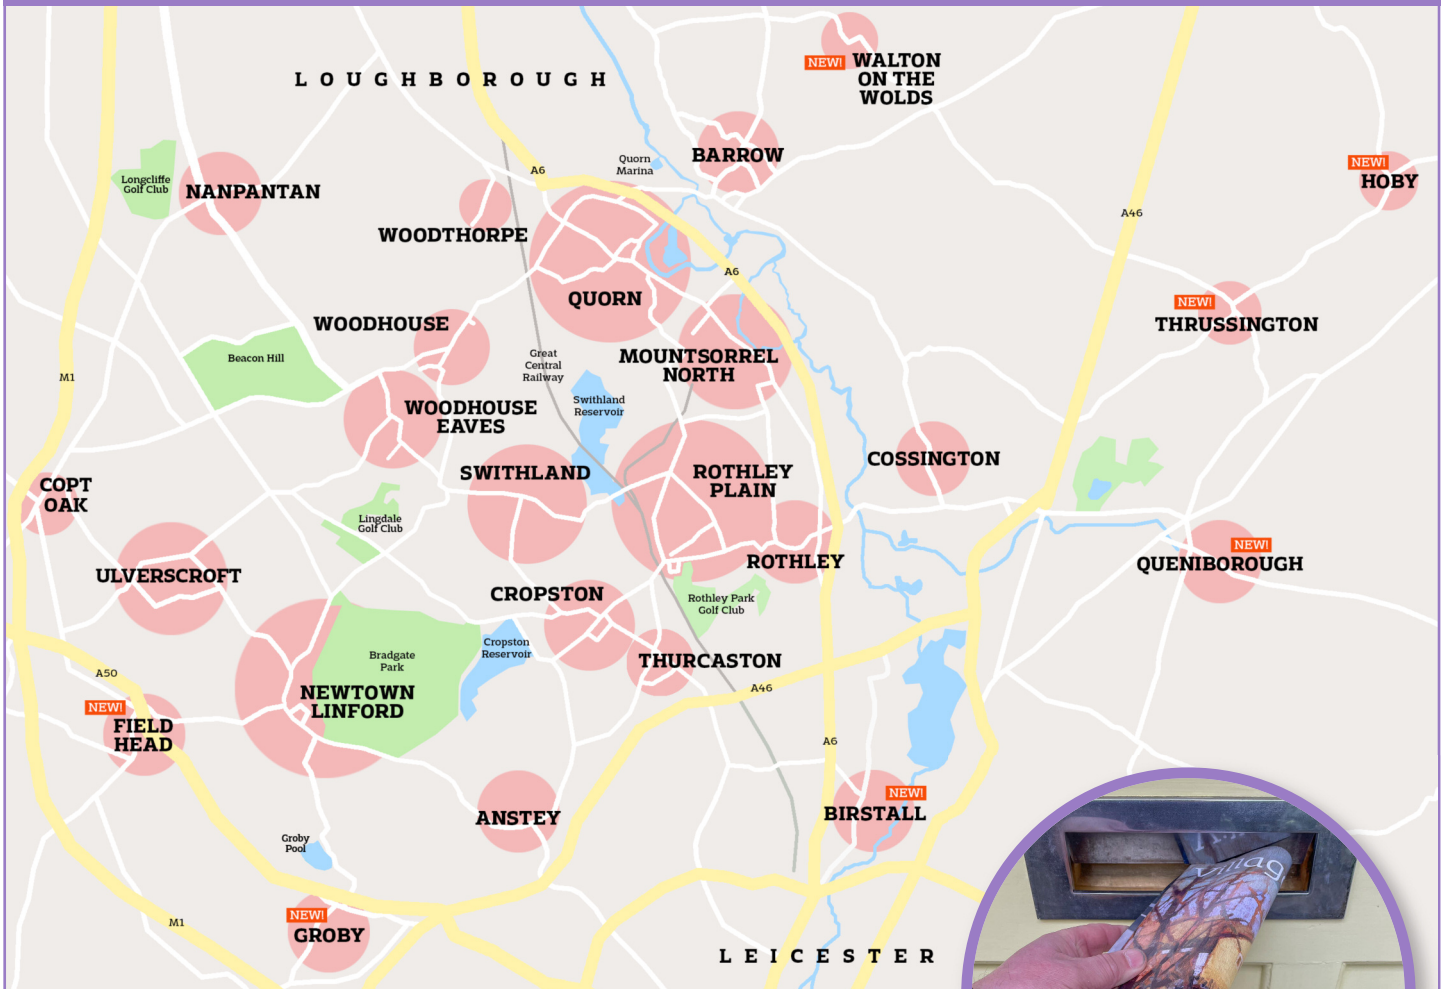 NEW!
WALTON
ON THE
WOLDS
LOUGHBOROUGH
Quorn
Marina
BARROW
A6
Longcliffe
Golf Club
NANPANTAN
NEW!
HOBY
A46
WOODTHORPE
A6
QUORN
NEW!
THRUSSINGTON
WOODHOUSE
Beacon Hill
Great
Central
Railway
MOUNTSORREL
NORTH
M1
Swithland
Reservoir
WOODHOUSE
EAVES
COSSINGTON
SWITHLAND
ROTHLEY
PLAIN
COPT
OAK
Lingdale
Golf Club
NEW!
QUENIBOROUGH
ROTHLEY
ULVERSCROFT
CROPSTON
Rothley Park
Golf Club
Cropston
Reservoir
Bradgate
Park
THURCASTON
A50
A46
NEWTOWN
LINFORD
NEW!
FIELD
HEAD
A6
NEW!
BIRSTALL
ANSTEY
Groby
Pool
NEW!
GROBY
M1
LEICESTER